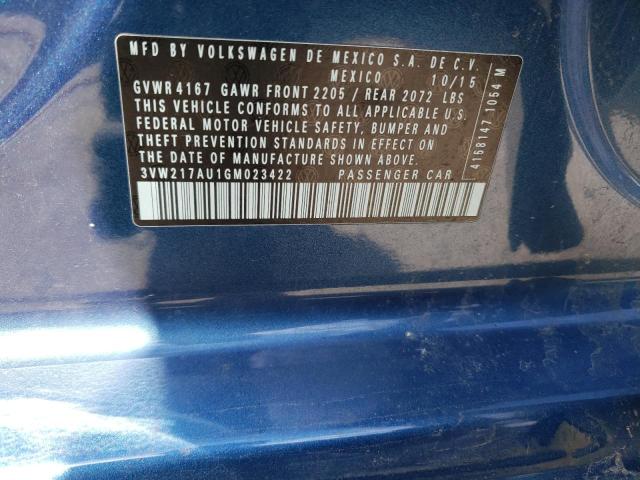 MFD BY VOLKSWAGEN DE MEXICO S.A. DE C.V.
MEXICO 10/15
GVWR 4167 GAWR FRONT 2205 / REAR 2072 LBS
THIS VEHICLE CONFORMS TO ALL APPLICABLE U.S.
FEDERAL MOTOR VEHICLE SAFETY, BUMPER AND
THEFT PREVENTION STANDARDS IN EFFECT ON
THE DATE OF MANUFACTURE SHOWN ABOVE.
3VW217AU1GM023422 PASSENGER CAR
4158147 1054 M